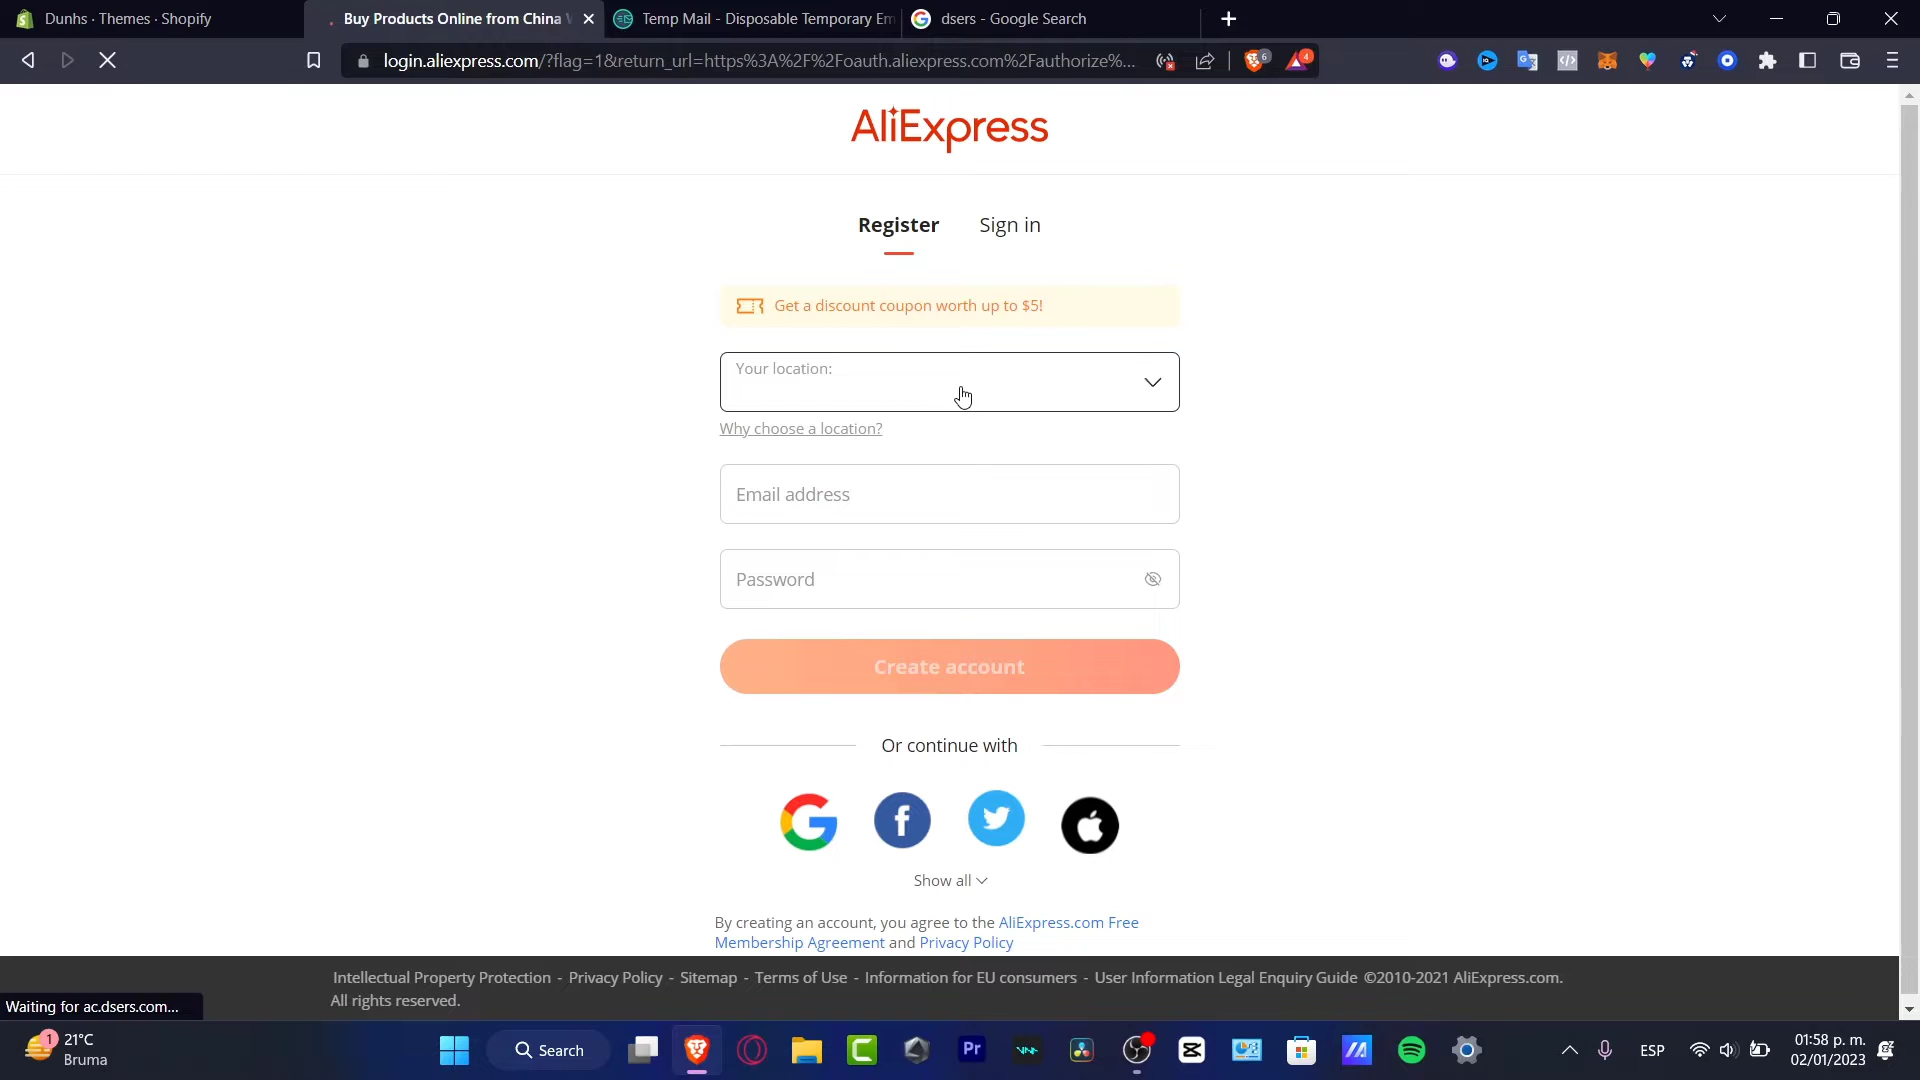 Dunhs · Themes · Shopify
Buy Products Online from China
Temp Mail - Disposable Temporary Em
dsers - Google Search
login.aliexpress.com/?flag=1&return_url=https%3A%2F%2Foauth.aliexpress.com%2Fauthorize%...
6
4
AliExpress
Register
Sign in
Get a discount coupon worth up to $5!
Your location:
Why choose a location?
Email address
Password
Create account
Or continue with
Show all
By creating an account, you agree to the AliExpress.com Free
Membership Agreement and Privacy Policy
Intellectual Property Protection - Privacy Policy - Sitemap - Terms of Use - Information for EU consumers - User Information Legal Enquiry Guide ©2010-2021 AliExpress.com.
All rights reserved.
Waiting for ac.dsers.com...
1
21°C
Bruma
Search
Pr
ESP
01:58 p. m.
02/01/2023